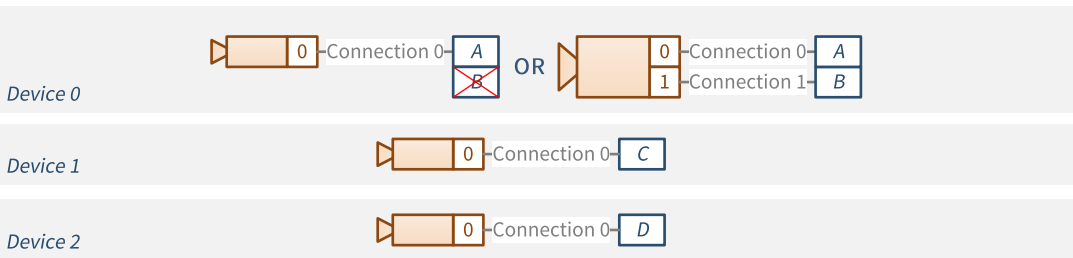 0 Connection 0 A OR 0 Connection 0 A
B 1 Connection 1 B
Device 0
0 Connection 0 C
Device 1
0 Connection 0 D
Device 2